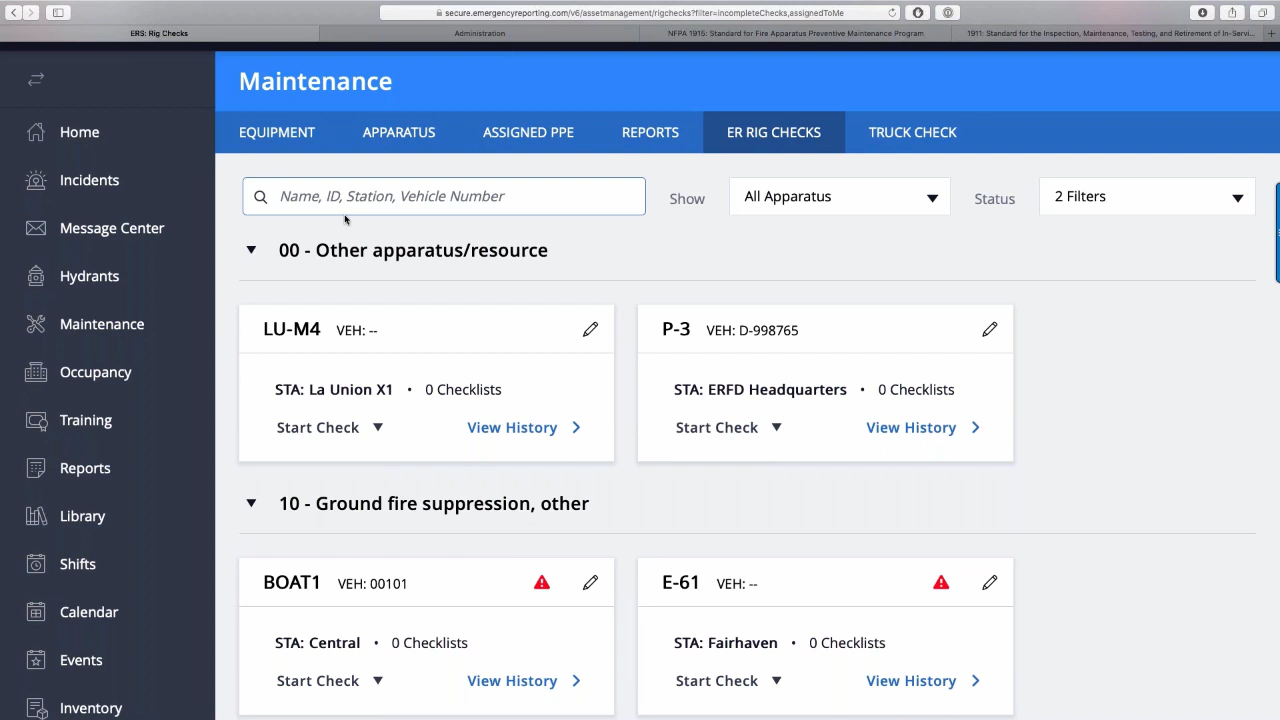 secure.emergencyreporting.com/v6/assetmanagement/rigchecks?filter=incompleteChecks,assignedToMe
ERS: Rig Checks
Administration
NFPA 1915: Standard for Fire Apparatus Preventive Maintenance Program
1911: Standard for the Inspection, Maintenance, Testing, and Retirement of In-Servi...
Maintenance
EQUIPMENT
APPARATUS
ASSIGNED PPE
REPORTS
ER RIG CHECKS
TRUCK CHECK
Home
Incidents
Message Center
Hydrants
Maintenance
Occupancy
Training
Reports
Library
Shifts
Calendar
Events
Inventory
Name, ID, Station, Vehicle Number
Show
All Apparatus
Status
2 Filters
00 - Other apparatus/resource
LU-M4 VEH: --
STA: La Union X1 • 0 Checklists
Start Check
View History
P-3 VEH: D-998765
STA: ERFD Headquarters • 0 Checklists
Start Check
View History
10 - Ground fire suppression, other
BOAT1 VEH: 00101
STA: Central • 0 Checklists
Start Check
View History
E-61 VEH: --
STA: Fairhaven • 0 Checklists
Start Check
View History